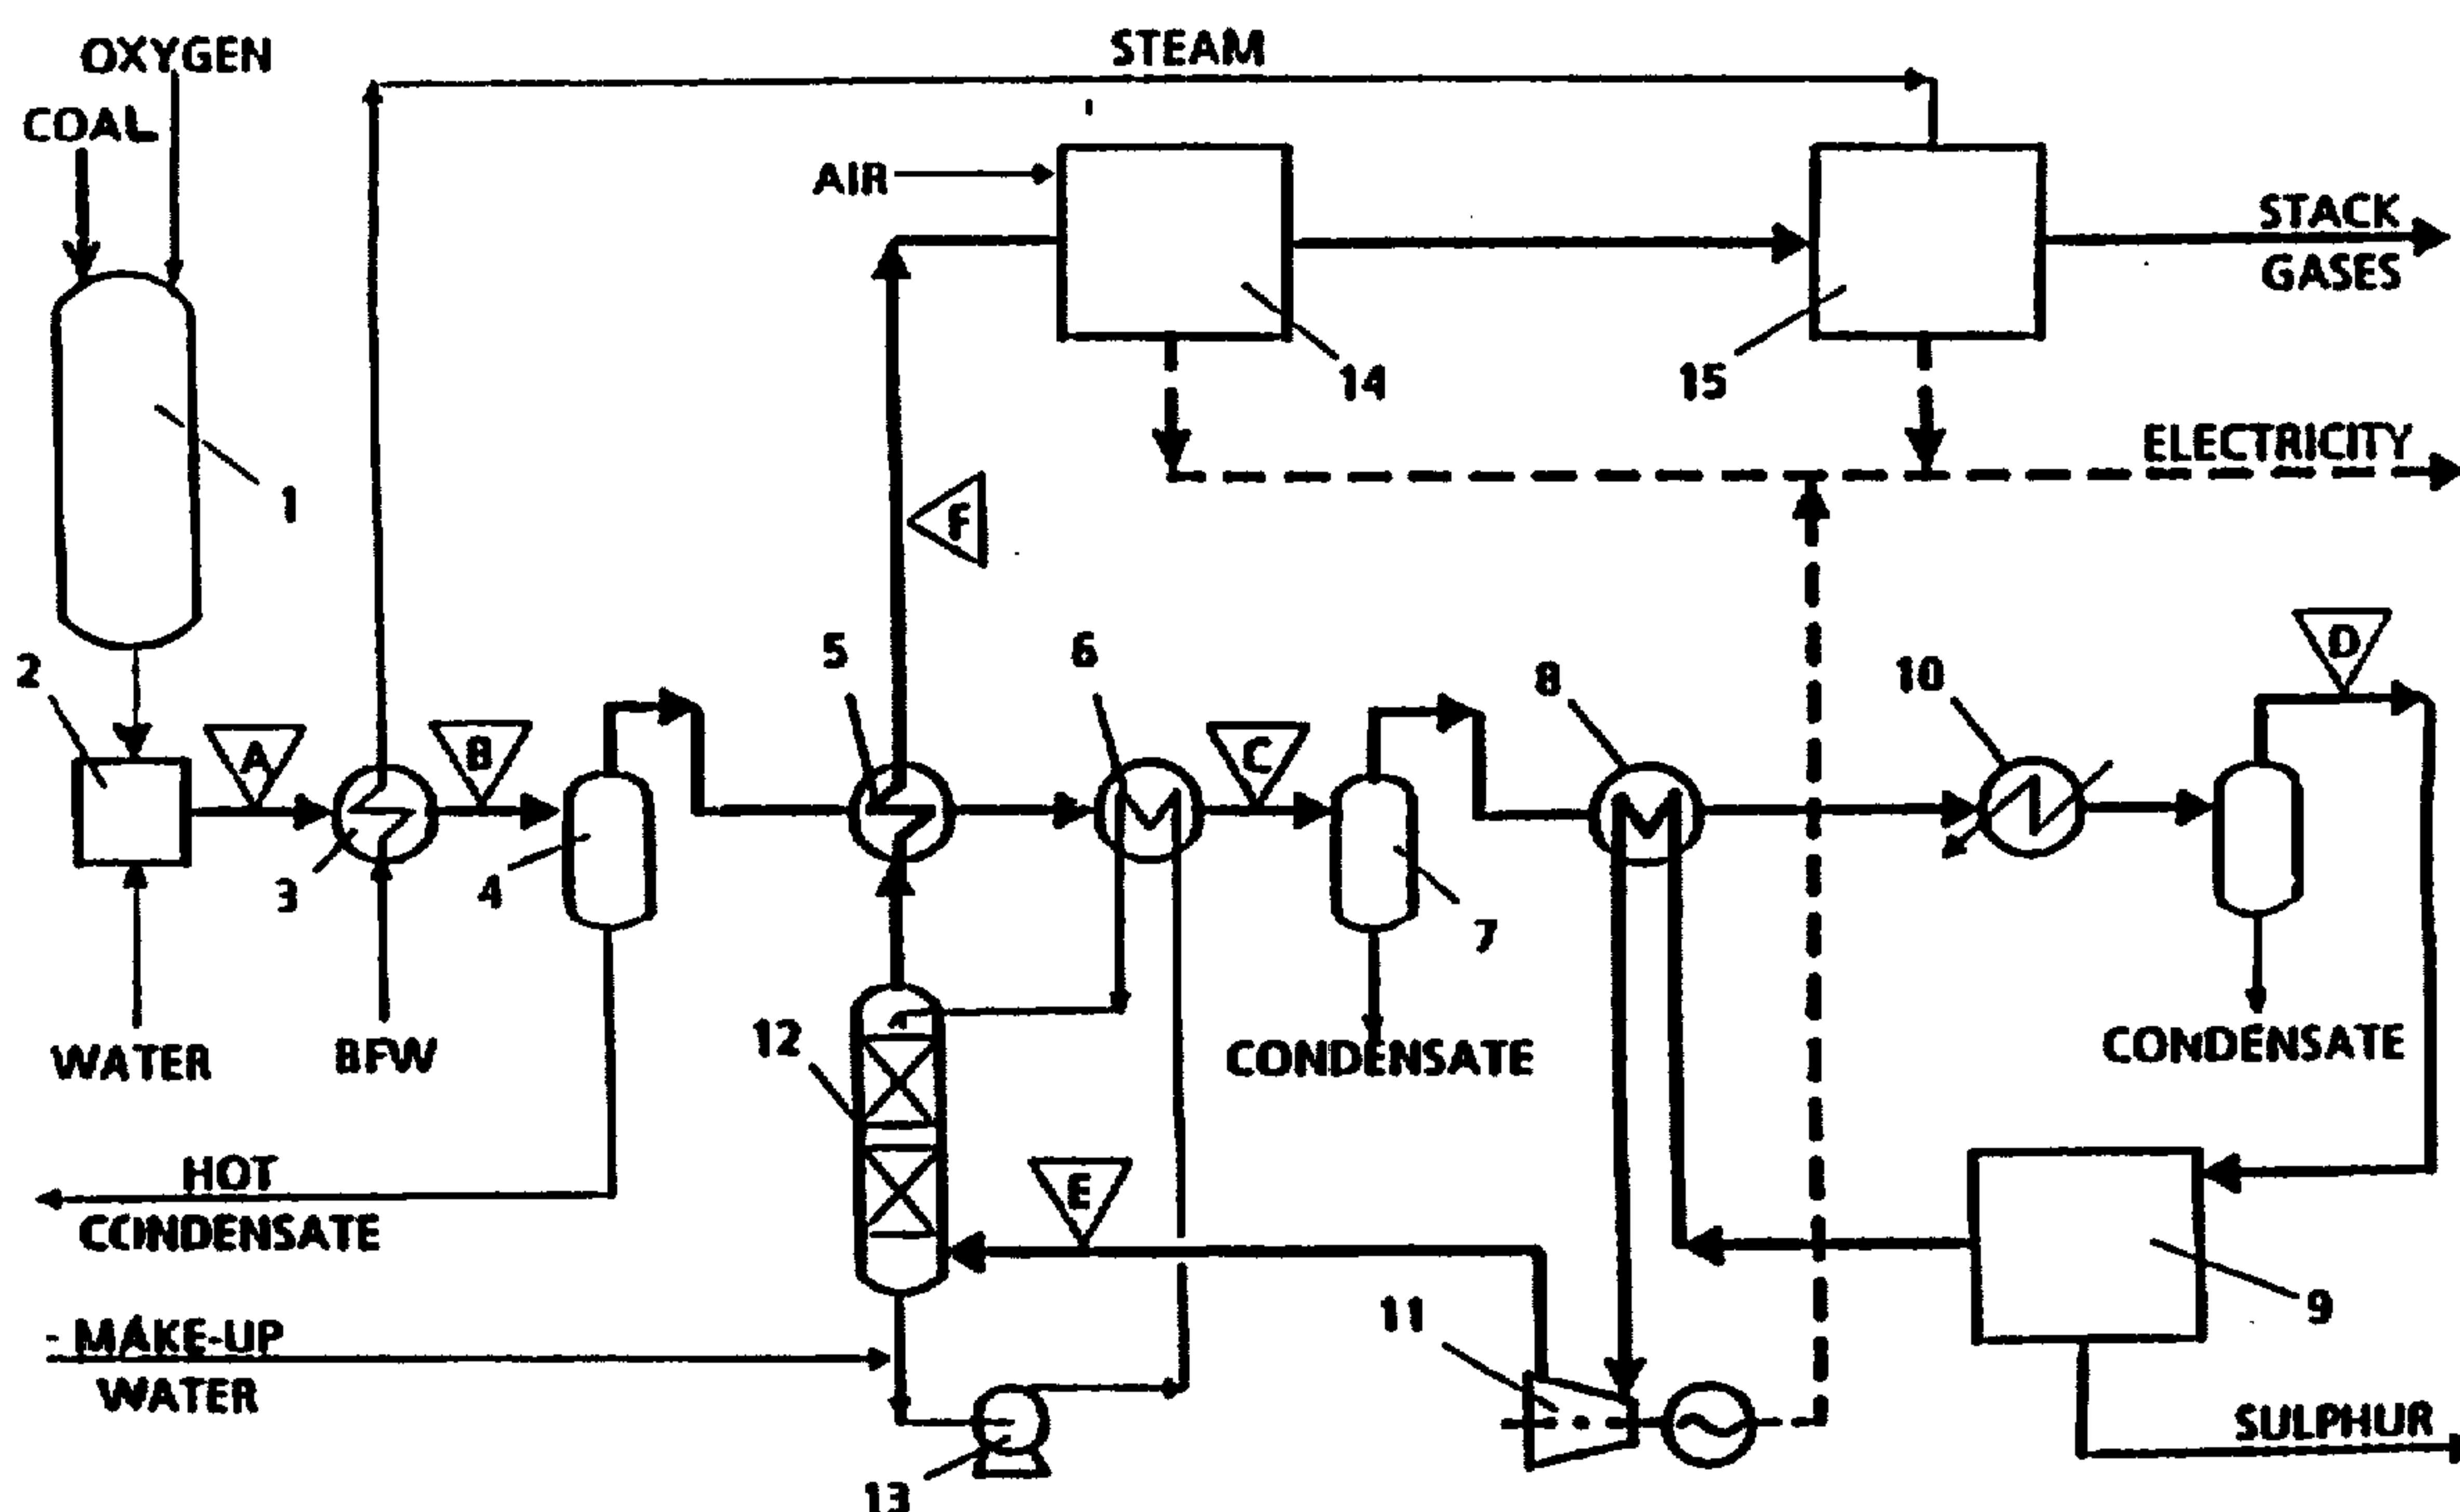 OXYGEN
STEAM
COAL
AIR
STACK
GASES
14
15
ELECTRICITY
1
F
2
5
6
8
10
D
A
B
C
3
4
7
WATER
BFW
12
CONDENSATE
CONDENSATE
HOT
CONDENSATE
E
9
11
MAKE-UP
WATER
SULPHUR
13